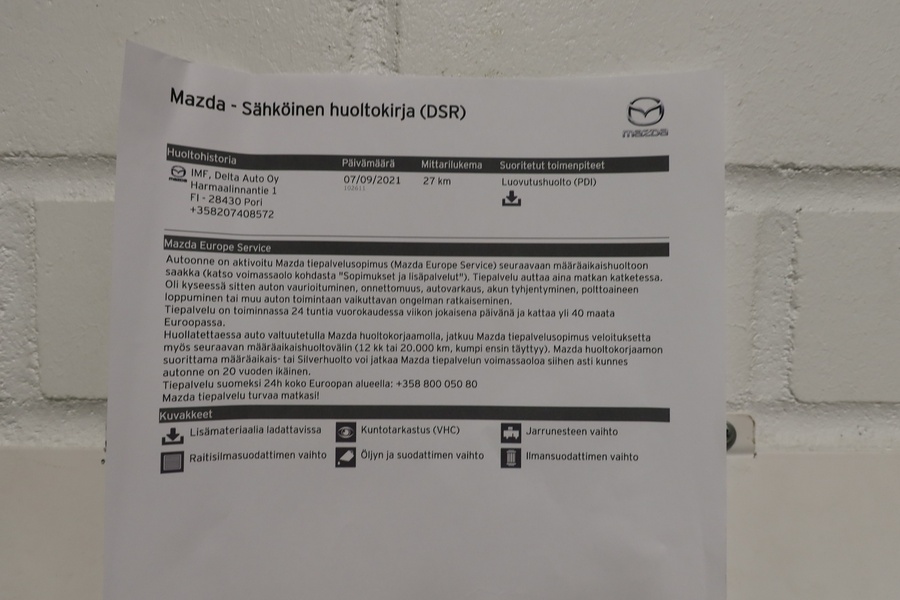 Mazda - Sähköinen huoltokirja (DSR)
mazda
Huoltohistoria Päivämäärä Mittarilukema Suoritetut toimenpiteet
IMF, Delta Auto Oy 07/09/2021 27 km Luovutushuolto (PDI)
Harmaalinnantie 1
FI - 28430 Pori
+358207408572
Mazda Europe Service
Autoonne on aktivoitu Mazda tiepalvelusopimus (Mazda Europe Service) seuraavaan määräaikaishuoltoon
saakka (katso voimassaolo kohdasta "Sopimukset ja lisäpalvelut"). Tiepalvelu auttaa aina matkan katketessa.
Oli kyseessä sitten auton vaurioituminen, onnettomuus, autovarkaus, akun tyhjentyminen, polttoaineen
loppuminen tai muu auton toimintaan vaikuttavan ongelman ratkaiseminen.
Tiepalvelu on toiminnassa 24 tuntia vuorokaudessa viikon jokaisena päivänä ja kattaa yli 40 maata
Euroopassa.
Huollatettaessa auto valtuutetulla Mazda huoltokorjaamolla, jatkuu Mazda tiepalvelusopimus veloituksetta
myös seuraavan määräaikaishuoltovälin (12 kk tai 20.000 km, kumpi ensin täyttyy). Mazda huoltokorjaamon
suorittama määräaikais- tai Silverhuolto voi jatkaa Mazda tiepalvelun voimassaoloa siihen asti kunnes
autonne on 20 vuoden ikäinen.
Tiepalvelu suomeksi 24h koko Euroopan alueella: +358 800 050 80
Mazda tiepalvelu turvaa matkasi!
Kuvakkeet
Lisämateriaalia ladattavissa Kuntotarkastus (VHC) Jarrunesteen vaihto
Raitisilmasuodattimen vaihto Öljyn ja suodattimen vaihto Ilmansuodattimen vaihto